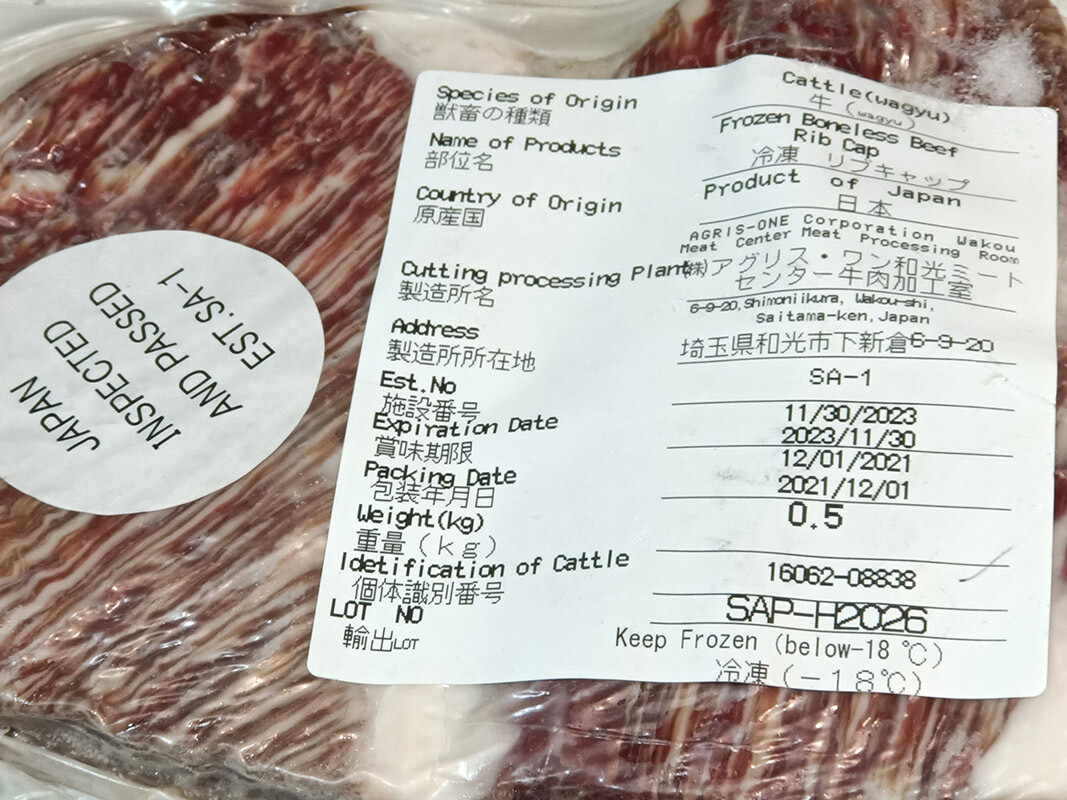 JAPAN
INSPECTED
AND PASSED
EST.SA-1
Species of Origin Cattle(wagyu)
獣畜の種類 牛(wagyu)
Name of Products Frozen Boneless Beef
Rib Cap
部位名 冷凍 リブキャップ
Country of Origin Product of Japan
原産国 日本
AGRIS-ONE Corporation Wakou
Meat Center Meat Processing Room
Cutting processing Plant ㈱アグリス・ワン和光ミート
製造所名 センター牛肉加工室
6-9-20,Shimoniikura, Wakou-shi,
Address Saitama-ken,Japan
製造所所在地 埼玉県和光市下新倉6-9-20
Est.No SA-1
施設番号
Expiration Date 11/30/2023
賞味期限 2023/11/30
Packing Date 12/01/2021
包装年月日 2021/12/01
Weight(kg) 0.5
重量(kg)
Idetification of Cattle 16062-08838
個体識別番号
LOT NO SAP-H2026
輸出LOT
Keep Frozen (below-18 ℃)
冷凍(-18℃)